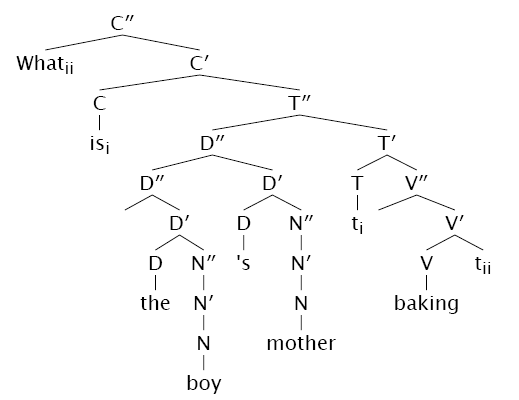 C″
What ii C′
C T″
is i D″ T′
D″ D′ T V″
D′ D N″ t i V′
D N″ 's N′ V t ii
the N′ N baking
N mother
boy